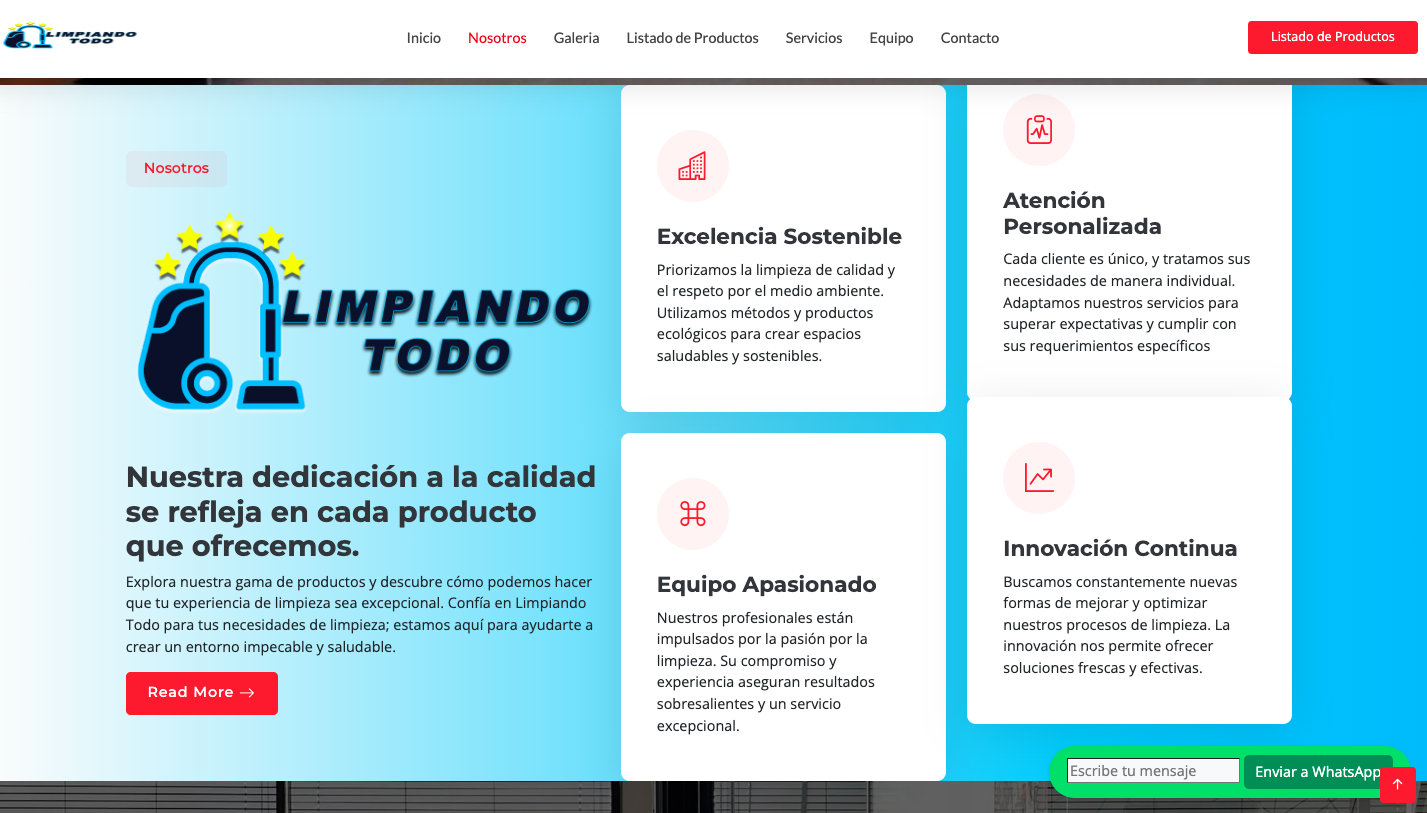 LIMPIANDO
TODO
Inicio
Nosotros
Galeria
Listado de Productos
Servicios
Equipo
Contacto
Listado de Productos
Nosotros
LIMPIANDO
TODO
Nuestra dedicación a la calidad
se refleja en cada producto
que ofrecemos.
Explora nuestra gama de productos y descubre cómo podemos hacer
que tu experiencia de limpieza sea excepcional. Confía en Limpiando
Todo para tus necesidades de limpieza; estamos aquí para ayudarte a
crear un entorno impecable y saludable.
Read More →
Excelencia Sostenible
Priorizamos la limpieza de calidad y
el respeto por el medio ambiente.
Utilizamos métodos y productos
ecológicos para crear espacios
saludables y sostenibles.
Equipo Apasionado
Nuestros profesionales están
impulsados por la pasión por la
limpieza. Su compromiso y
experiencia aseguran resultados
sobresalientes y un servicio
excepcional.
Atención
Personalizada
Cada cliente es único, y tratamos sus
necesidades de manera individual.
Adaptamos nuestros servicios para
superar expectativas y cumplir con
sus requerimientos específicos
Innovación Continua
Buscamos constantemente nuevas
formas de mejorar y optimizar
nuestros procesos de limpieza. La
innovación nos permite ofrecer
soluciones frescas y efectivas.
Escribe tu mensaje
Enviar a WhatsApp